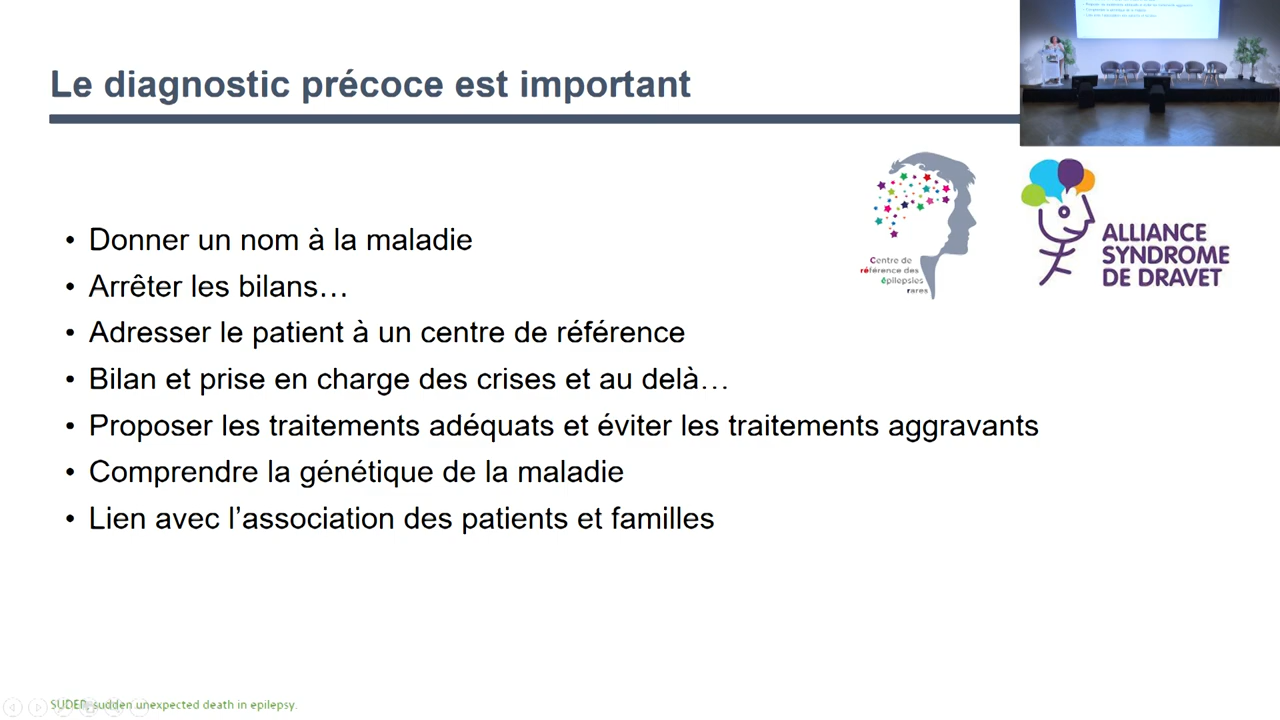 Le diagnostic précoce est important
Centre de
référence des
épilepsies
rares
ALLIANCE
SYNDROME
DE DRAVET
• Donner un nom à la maladie
• Arrêter les bilans…
• Adresser le patient à un centre de référence
• Bilan et prise en charge des crises et au delà…
• Proposer les traitements adéquats et éviter les traitements aggravants
• Comprendre la génétique de la maladie
• Lien avec l’association des patients et familles
SUDEP, sudden unexpected death in epilepsy.